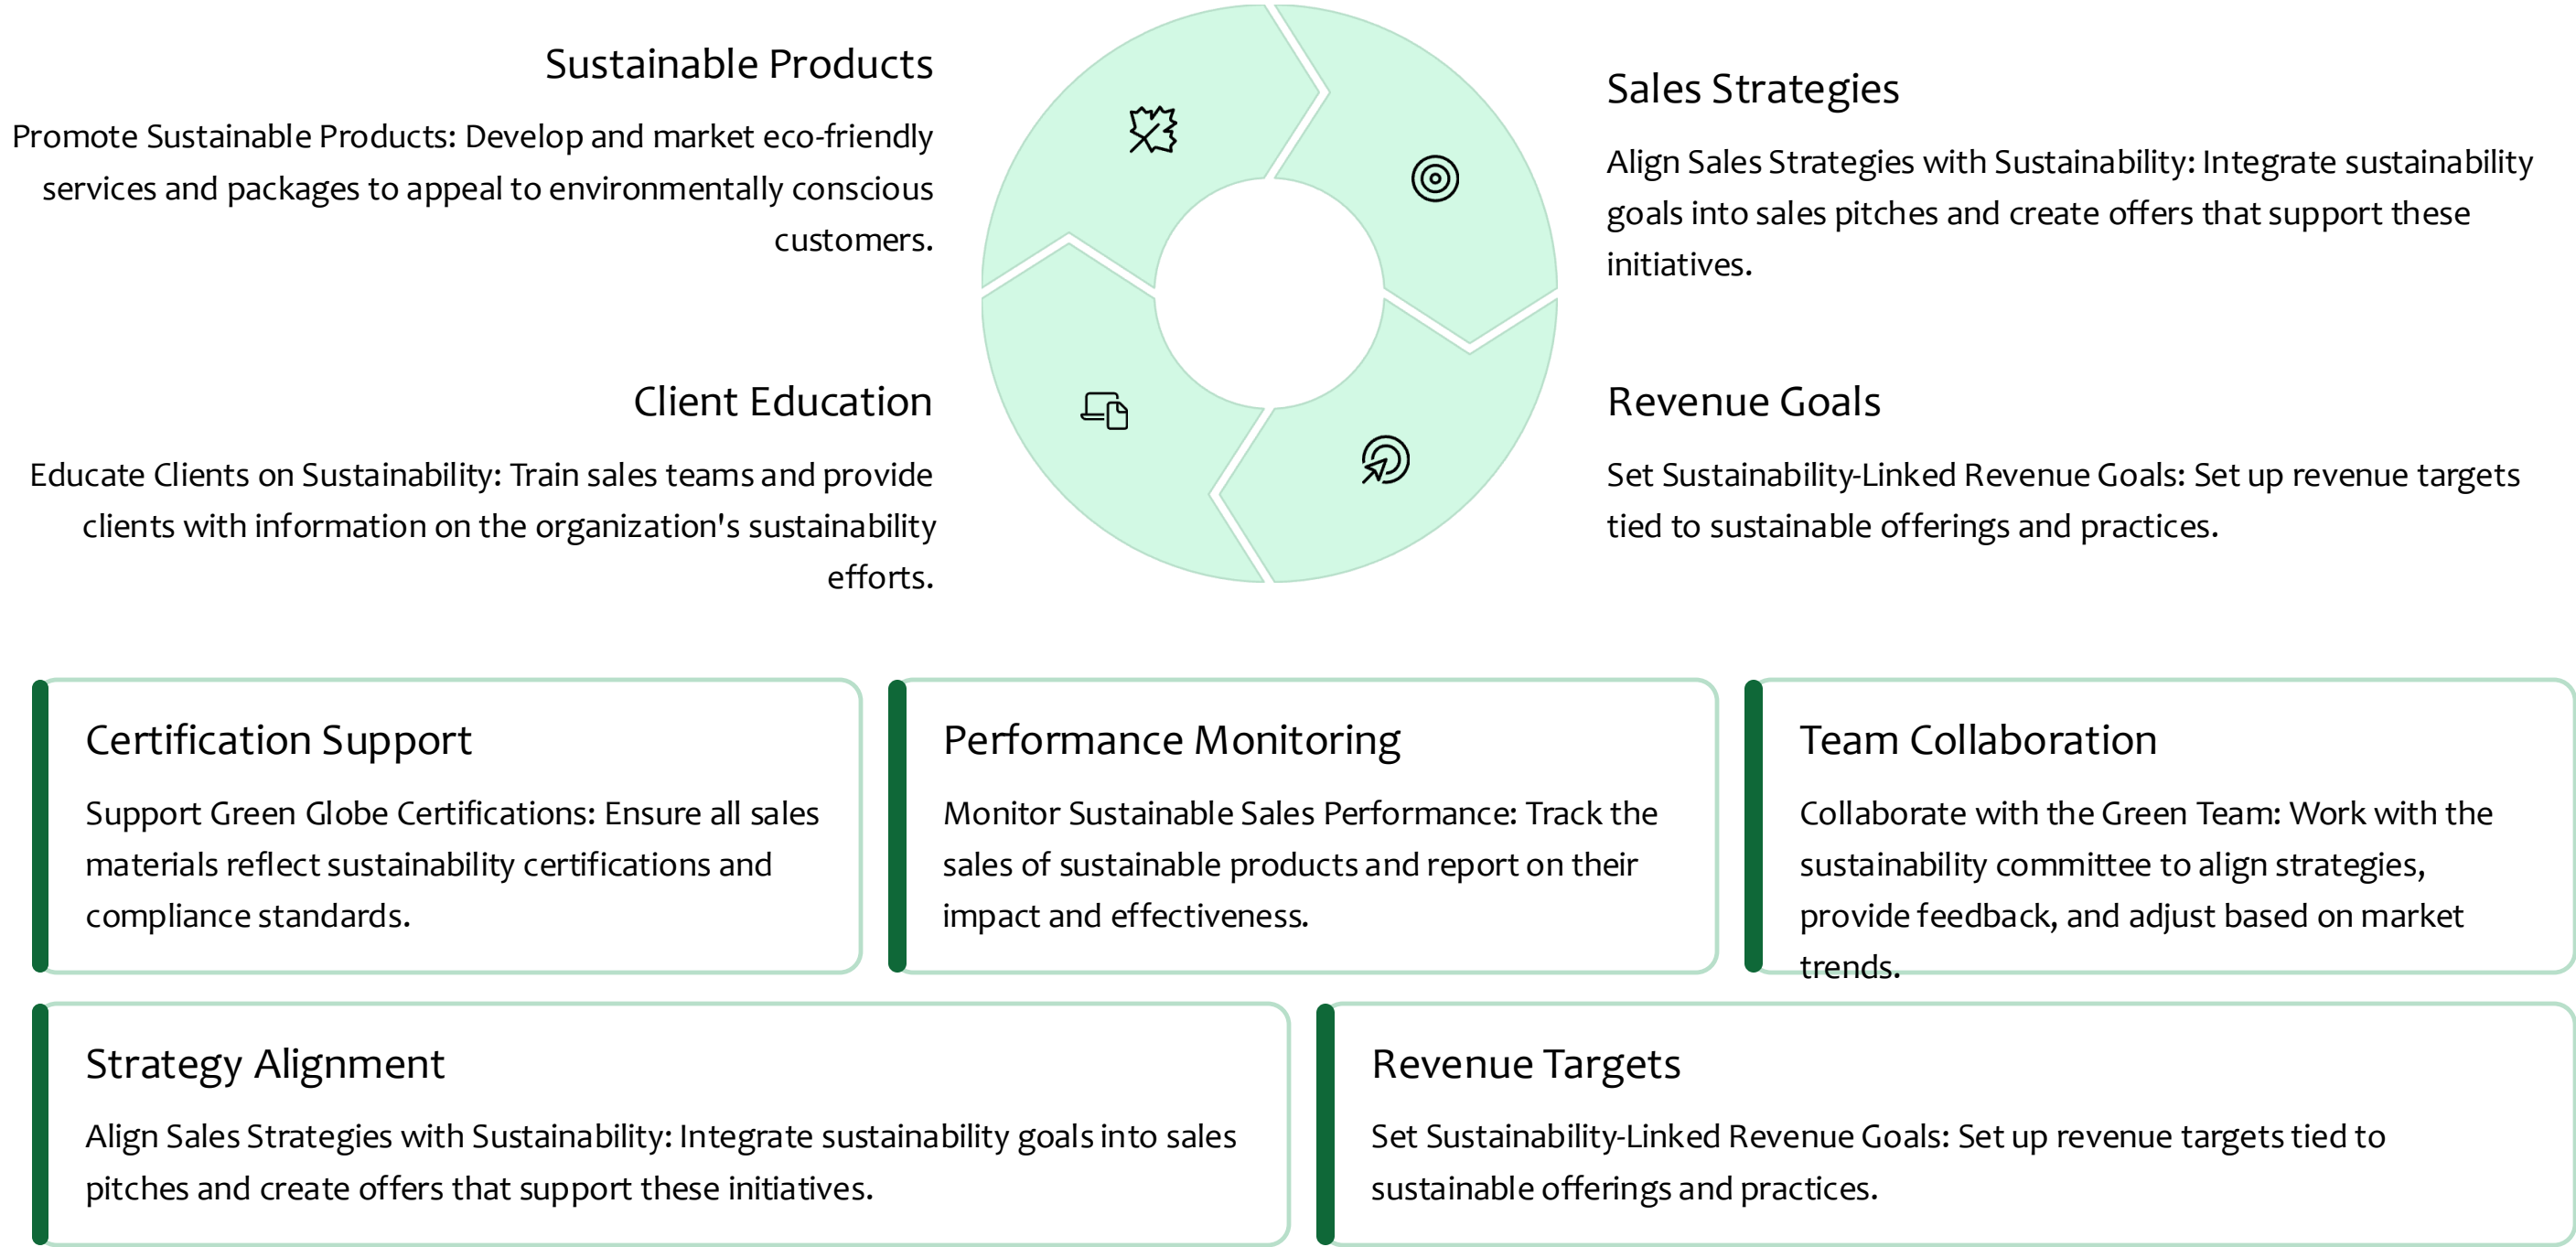 Sustainable Products
Promote Sustainable Products: Develop and market eco-friendly
services and packages to appeal to environmentally conscious
customers.
Sales Strategies
Align Sales Strategies with Sustainability: Integrate sustainability
goals into sales pitches and create offers that support these
initiatives.
Client Education
Educate Clients on Sustainability: Train sales teams and provide
clients with information on the organization's sustainability
efforts.
Revenue Goals
Set Sustainability-Linked Revenue Goals: Set up revenue targets
tied to sustainable offerings and practices.
Certification Support
Support Green Globe Certifications: Ensure all sales
materials reflect sustainability certifications and
compliance standards.
Performance Monitoring
Monitor Sustainable Sales Performance: Track the
sales of sustainable products and report on their
impact and effectiveness.
Team Collaboration
Collaborate with the Green Team: Work with the
sustainability committee to align strategies,
provide feedback, and adjust based on market
trends.
Strategy Alignment
Align Sales Strategies with Sustainability: Integrate sustainability goals into sales
pitches and create offers that support these initiatives.
Revenue Targets
Set Sustainability-Linked Revenue Goals: Set up revenue targets tied to
sustainable offerings and practices.